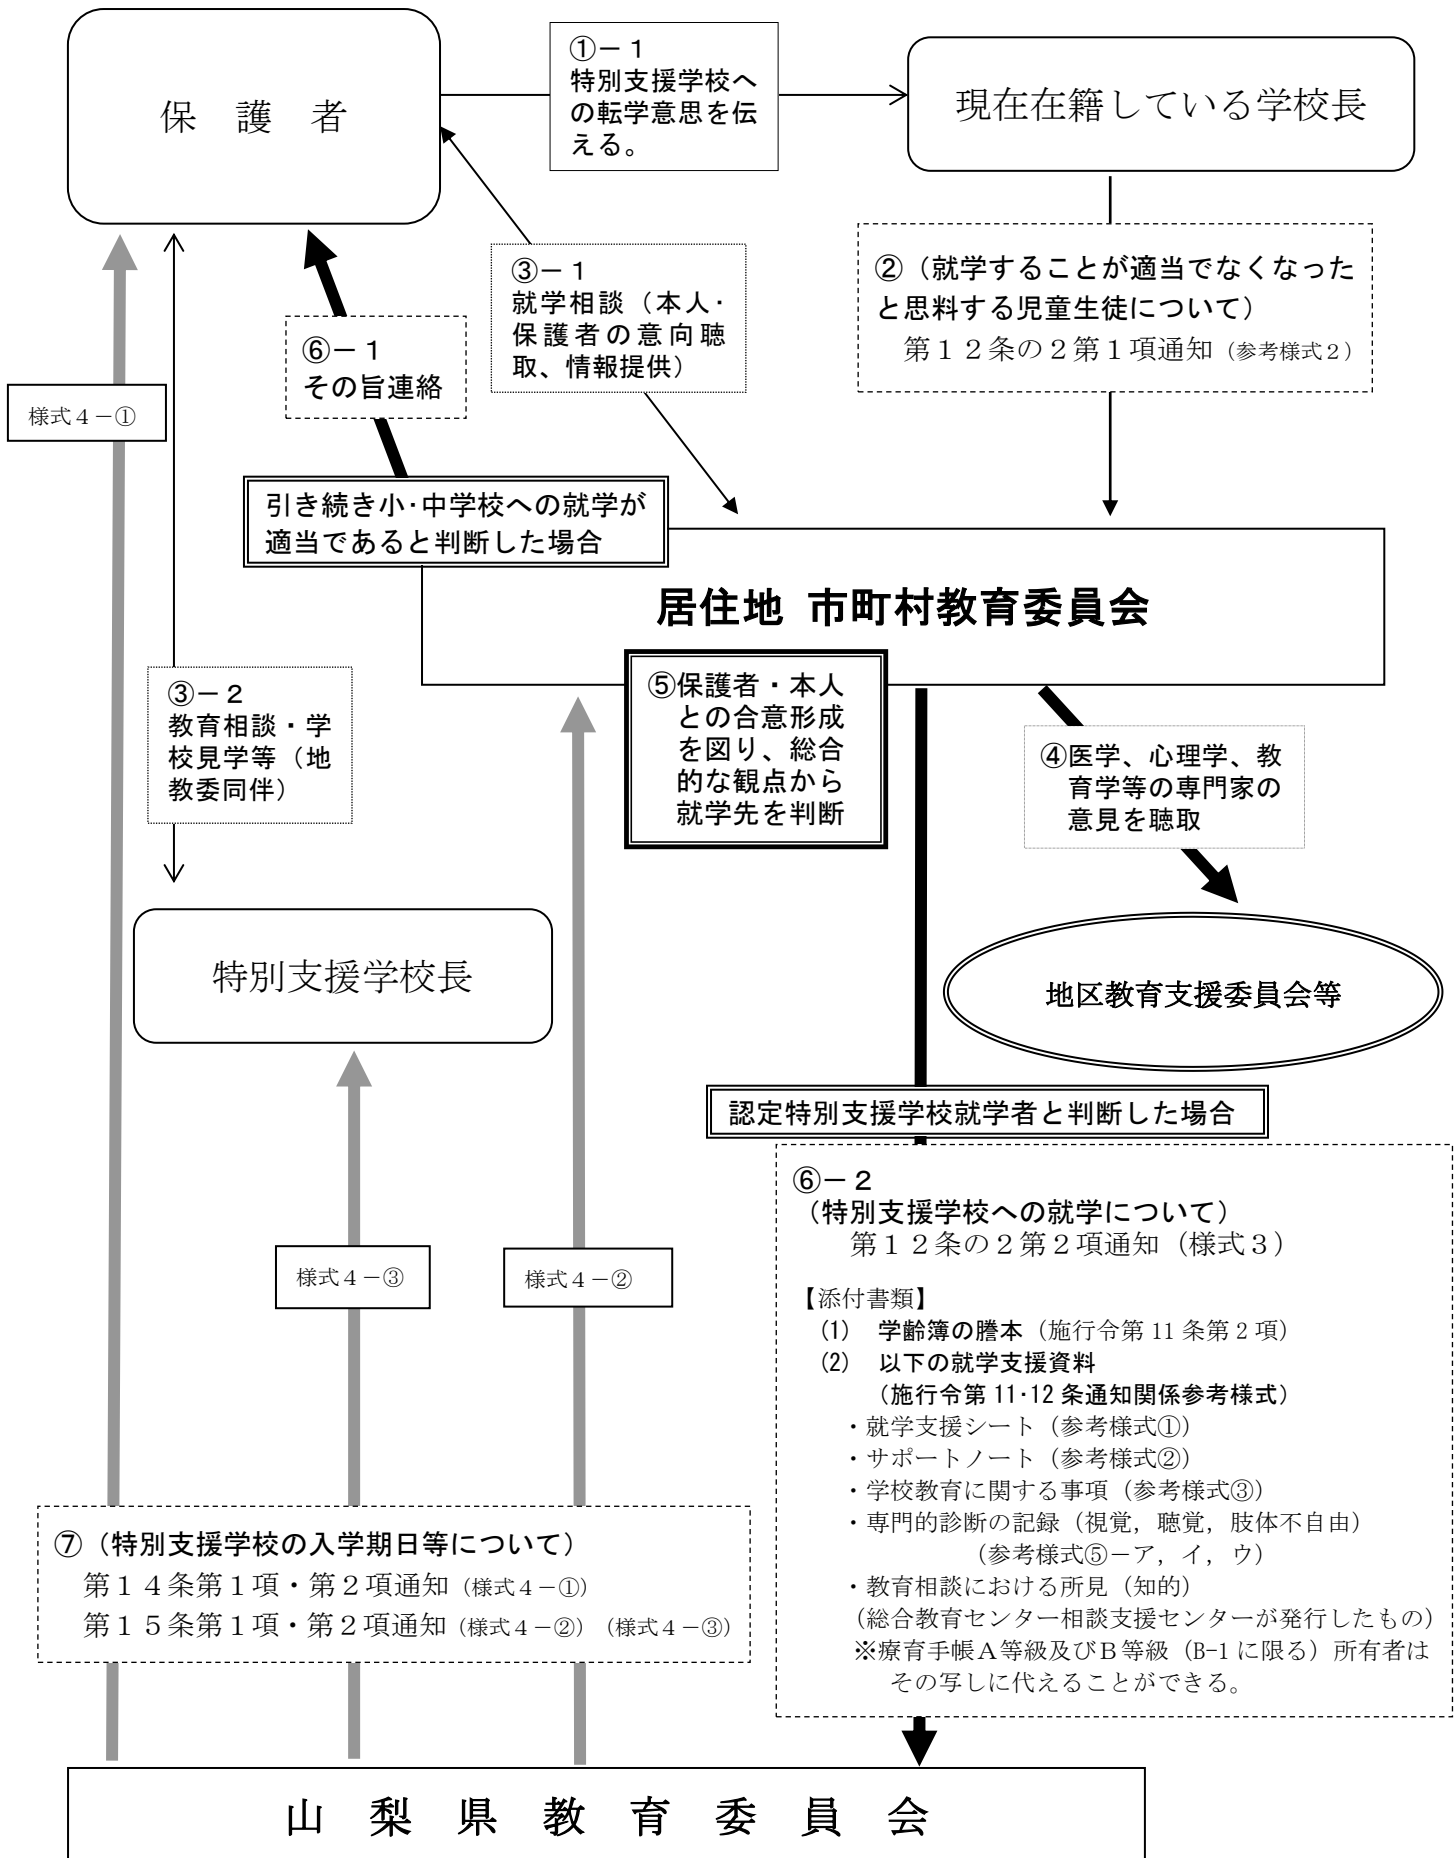 保　護　者
①－１
特別支援学校へ
の転学意思を伝
える。
現在在籍している学校長
②（就学することが適当でなくなった
と思料する児童生徒について）
第１２条の２第１項通知（参考様式２）
③－１
就学相談（本人・
保護者の意向聴
取、情報提供）
⑥－１
その旨連絡
様式４－①
引き続き小･中学校への就学が
適当であると判断した場合
居住地 市町村教育委員会
③－２
教育相談・学
校見学等（地
教委同伴）
⑤保護者・本人
との合意形成
を図り、総合
的な観点から
就学先を判断
④医学、心理学、教
育学等の専門家の
意見を聴取
特別支援学校長
地区教育支援委員会等
認定特別支援学校就学者と判断した場合
⑥－２
（特別支援学校への就学について）
第１２条の２第２項通知（様式３）
【添付書類】
(1)　学齢簿の謄本（施行令第 11 条第 2 項）
(2)　以下の就学支援資料
（施行令第 11･12 条通知関係参考様式）
・就学支援シート（参考様式①）
・サポートノート（参考様式②）
・学校教育に関する事項（参考様式③）
・専門的診断の記録（視覚，聴覚，肢体不自由）
（参考様式⑤－ア，イ，ウ）
・教育相談における所見（知的）
（総合教育センター相談支援センターが発行したもの）
※療育手帳Ａ等級及びＢ等級（B-1 に限る）所有者は
その写しに代えることができる。
様式４－③
様式４－②
⑦（特別支援学校の入学期日等について）
第１４条第１項・第２項通知（様式４－①）
第１５条第１項・第２項通知（様式４－②）（様式４－③）
山　梨　県　教　育　委　員　会